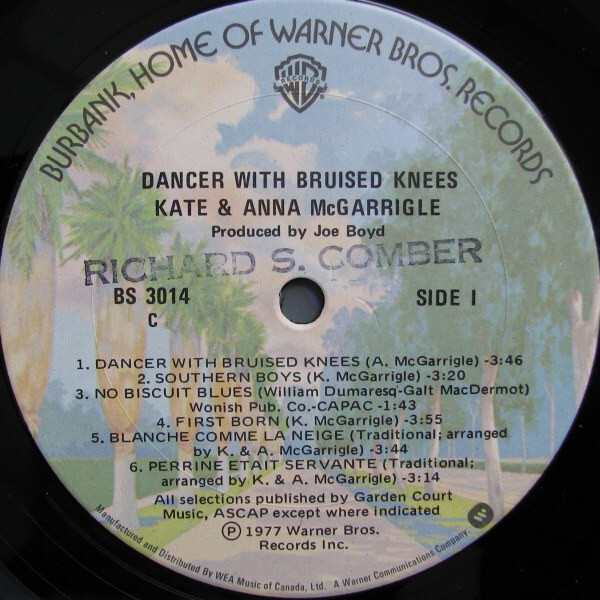 BURBANK, HOME OF WARNER BROS. RECORDS
RECORDS
DANCER WITH BRUISED KNEES
KATE & ANNA McGARRIGLE
Produced by Joe Boyd
RICHARD S. COMBER
BS 3014 SIDE I
C
1. DANCER WITH BRUISED KNEES (A. McGarrigle) -3:46
2. SOUTHERN BOYS (K. McGarrigle) -3:20
3. NO BISCUIT BLUES (William Dumaresq-Galt MacDermot)
Wonish Pub. Co.-CAPAC -1:43
4. FIRST BORN (K. McGarrigle) -3:55
5. BLANCHE COMME LA NEIGE (Traditional; arranged
by K. & A. McGarrigle) -3:44
6. PERRINE ETAIT SERVANTE (Traditional;
arranged by K. & A. McGarrigle) -3:14
All selections published by Garden Court
Music, ASCAP except where indicated
℗ 1977 Warner Bros.
Records Inc.
Manufactured and Distributed By WEA Music of Canada, Ltd. A Warner Communications Company.